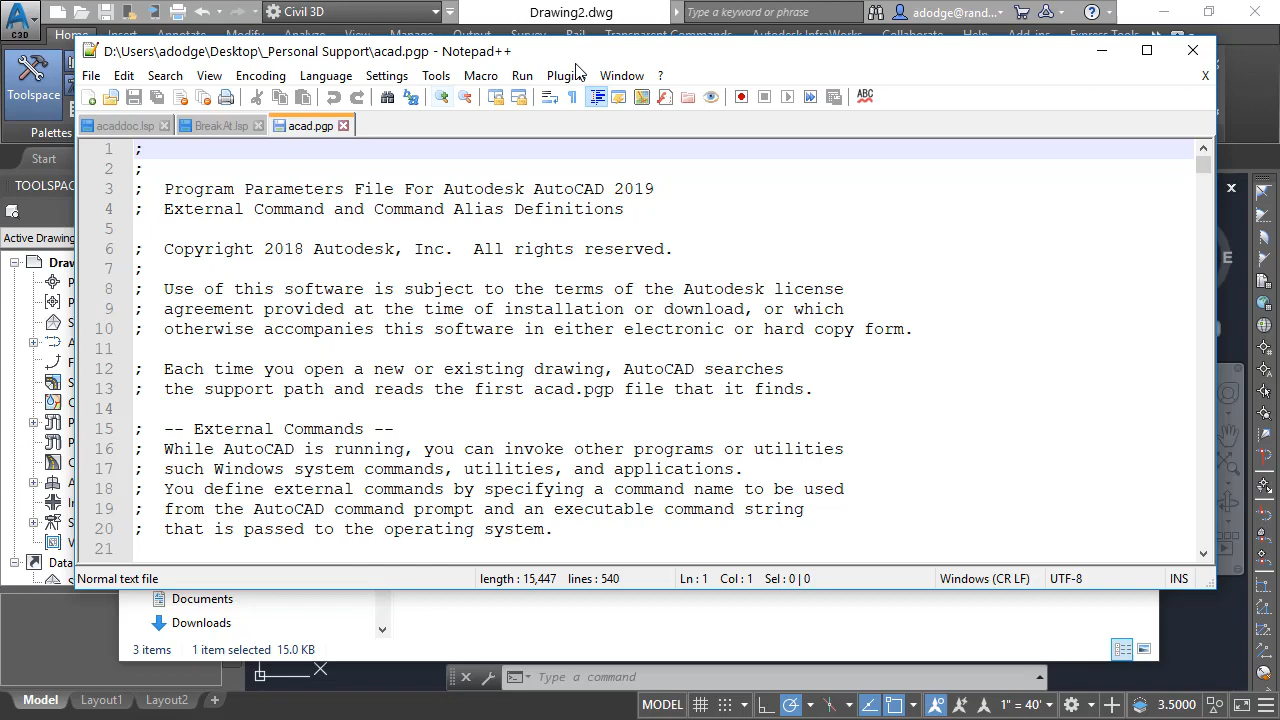 Civil 3D
Drawing2.dwg
Type a keyword or phrase
adodge@rand...
C3D
Home
D:\Users\adodge\Desktop\_Personal Support\acad.pgp - Notepad++
File Edit Search View Encoding Language Settings Tools Macro Run Plugins Window ? X
Toolspace
Palettes
acaddoc.lsp BreakAt.lsp acad.pgp
Start
TOOLSPAC
Active Drawing
Draw
Data
1 ;
2 ;
3 ; Program Parameters File For Autodesk AutoCAD 2019
4 ; External Command and Command Alias Definitions
5 ;
6 ; Copyright 2018 Autodesk, Inc. All rights reserved.
7 ;
8 ; Use of this software is subject to the terms of the Autodesk license
9 ; agreement provided at the time of installation or download, or which
10 ; otherwise accompanies this software in either electronic or hard copy form.
11 ;
12 ; Each time you open a new or existing drawing, AutoCAD searches
13 ; the support path and reads the first acad.pgp file that it finds.
14 ;
15 ; -- External Commands --
16 ; While AutoCAD is running, you can invoke other programs or utilities
17 ; such Windows system commands, utilities, and applications.
18 ; You define external commands by specifying a command name to be used
19 ; from the AutoCAD command prompt and an executable command string
20 ; that is passed to the operating system.
21
E
Normal text file length : 15,447 lines : 540 Ln : 1 Col : 1 Sel : 0 | 0 Windows (CR LF) UTF-8 INS
Documents
Downloads
3 items 1 item selected 15.0 KB
X
Type a command
Model Layout1 Layout2 +
MODEL 1" = 40' 3.5000